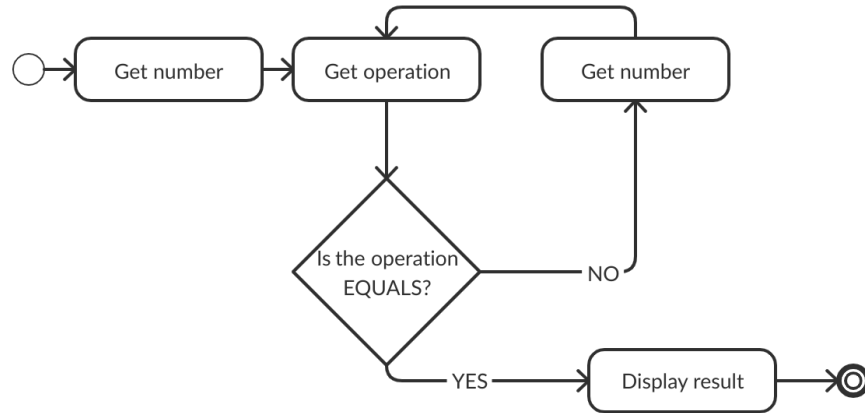 Get number
Get operation
Get number
Is the operation
EQUALS?
NO
YES
Display result